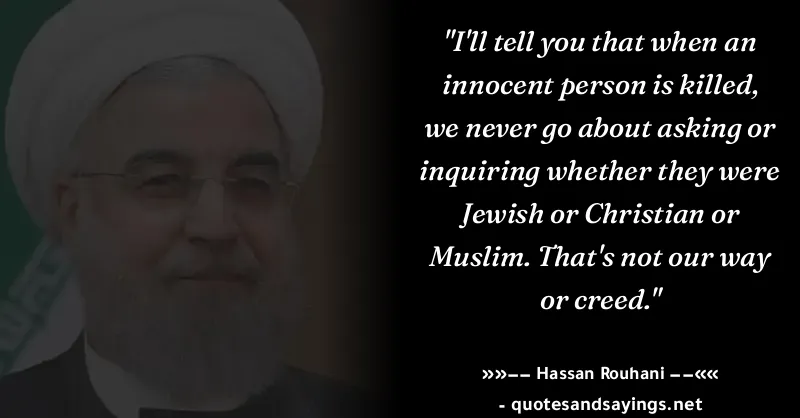 "I'll tell you that when an
innocent person is killed,
we never go about asking or
inquiring whether they were
Jewish or Christian or
Muslim. That's not our way
or creed."
»»–– Hassan Rouhani ––««
- quotesandsayings.net